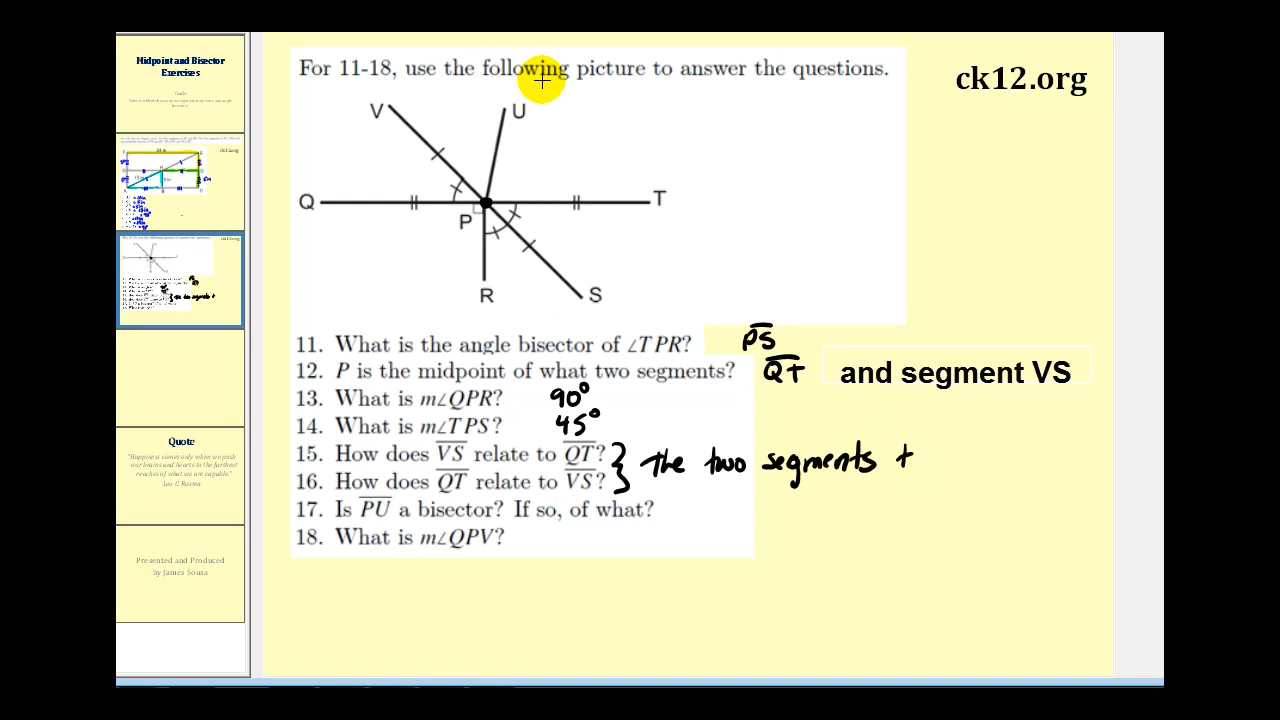 Midpoint and Bisector
Exercises
Goals
ck12.org
For 11-18, use the following picture to answer the questions.
V
U
Q
T
P
R
S
11. What is the angle bisector of ∠TPR? PS
12. P is the midpoint of what two segments? QT and segment VS
13. What is m∠QPR? 90°
14. What is m∠TPS? 45°
15. How does VS relate to QT?
16. How does QT relate to VS? } The two segments t
17. Is PU a bisector? If so, of what?
18. What is m∠QPV?
Quote
"Happiness comes only when we push
our brains and hearts to the farthest
reaches of what we are capable."
Leo C. Rosten
Presented and Produced
by James Sousa